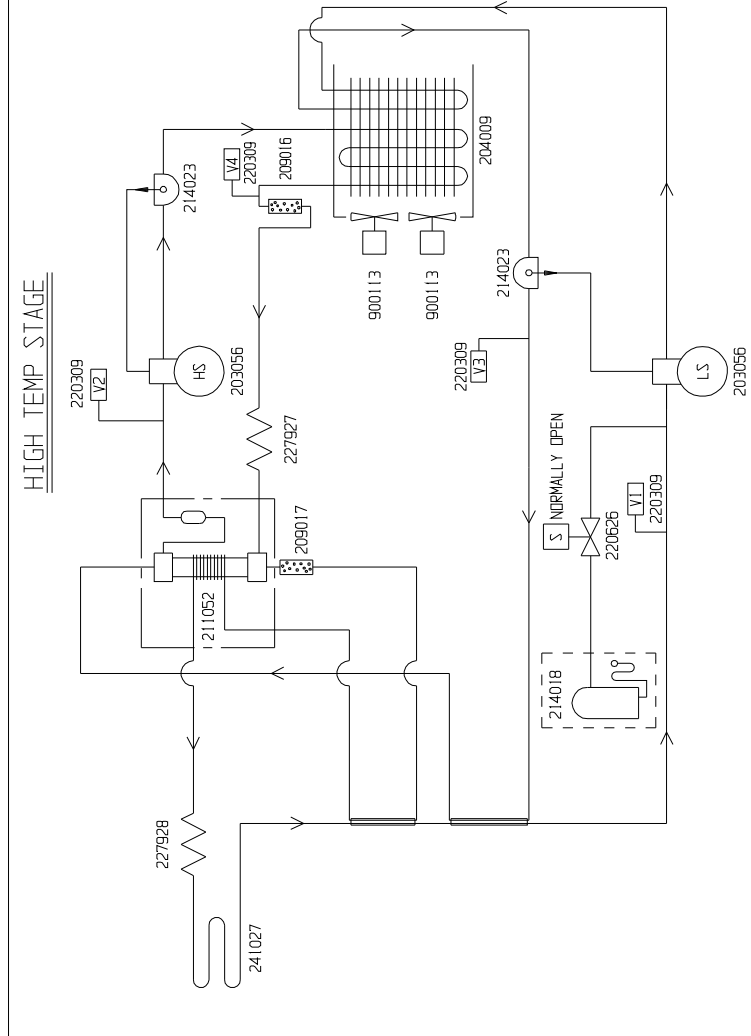 HIGH TEMP STAGE
220309
V2
227928
214023
HS
211052
203056
V4
220309
241027
209016
227927
209017
900113
900113
220309
V3
204009
214023
S NORMALLY OPEN
214018
220626
V1
220309
LS
203056